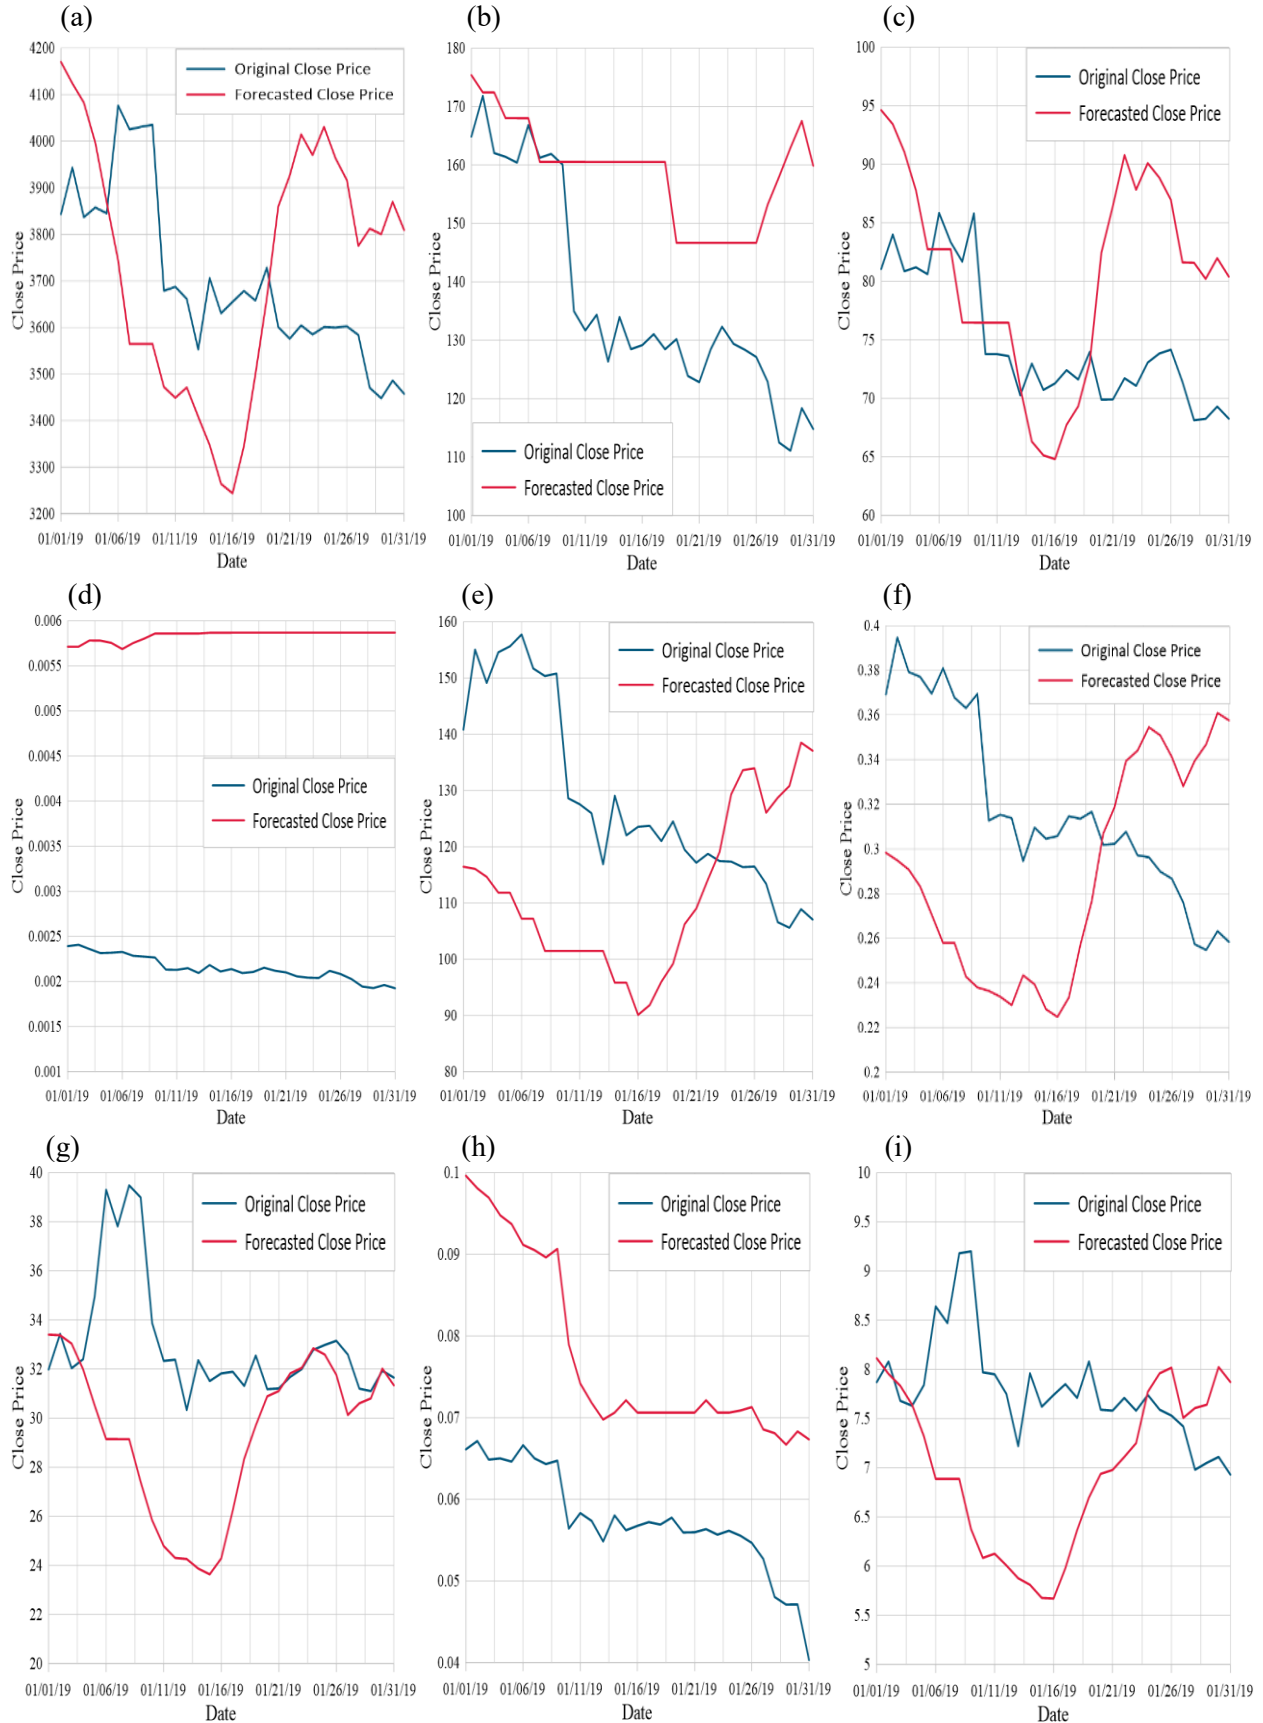 (a) (b) (c)
4200
4100
4000
3900
3800
3700
3600
3500
3400
3300
3200
Close Price
Original Close Price
Forecasted Close Price
01/01/19 01/06/19 01/11/19 01/16/19 01/21/19 01/26/19 01/31/19
Date
180
170
160
150
140
130
120
110
100
Close Price
Original Close Price
Forecasted Close Price
01/01/19 01/06/19 01/11/19 01/16/19 01/21/19 01/26/19 01/31/19
Date
100
95
90
85
80
75
70
65
60
Close Price
Original Close Price
Forecasted Close Price
01/01/19 01/06/19 01/11/19 01/16/19 01/21/19 01/26/19 01/31/19
Date
(d) (e) (f)
0.006
0.0055
0.005
0.0045
0.004
0.0035
0.003
0.0025
0.002
0.0015
0.001
Close Price
Original Close Price
Forecasted Close Price
01/01/19 01/06/19 01/11/19 01/16/19 01/21/19 01/26/19 01/31/19
Date
160
150
140
130
120
110
100
90
80
Close Price
Original Close Price
Forecasted Close Price
01/01/19 01/06/19 01/11/19 01/16/19 01/21/19 01/26/19 01/31/19
Date
0.4
0.38
0.36
0.34
0.32
0.3
0.28
0.26
0.24
0.22
0.2
Close Price
Original Close Price
Forecasted Close Price
01/01/19 01/06/19 01/11/19 01/16/19 01/21/19 01/26/19 01/31/19
Date
(g) (h) (i)
40
38
36
34
32
30
28
26
24
22
20
Close Price
Original Close Price
Forecasted Close Price
01/01/19 01/06/19 01/11/19 01/16/19 01/21/19 01/26/19 01/31/19
Date
0.1
0.09
0.08
0.07
0.06
0.05
0.04
Close Price
Original Close Price
Forecasted Close Price
01/01/19 01/06/19 01/11/19 01/16/19 01/21/19 01/26/19 01/31/19
Date
10
9.5
9
8.5
8
7.5
7
6.5
6
5.5
5
Close Price
Original Close Price
Forecasted Close Price
01/01/19 01/06/19 01/11/19 01/16/19 01/21/19 01/26/19 01/31/19
Date